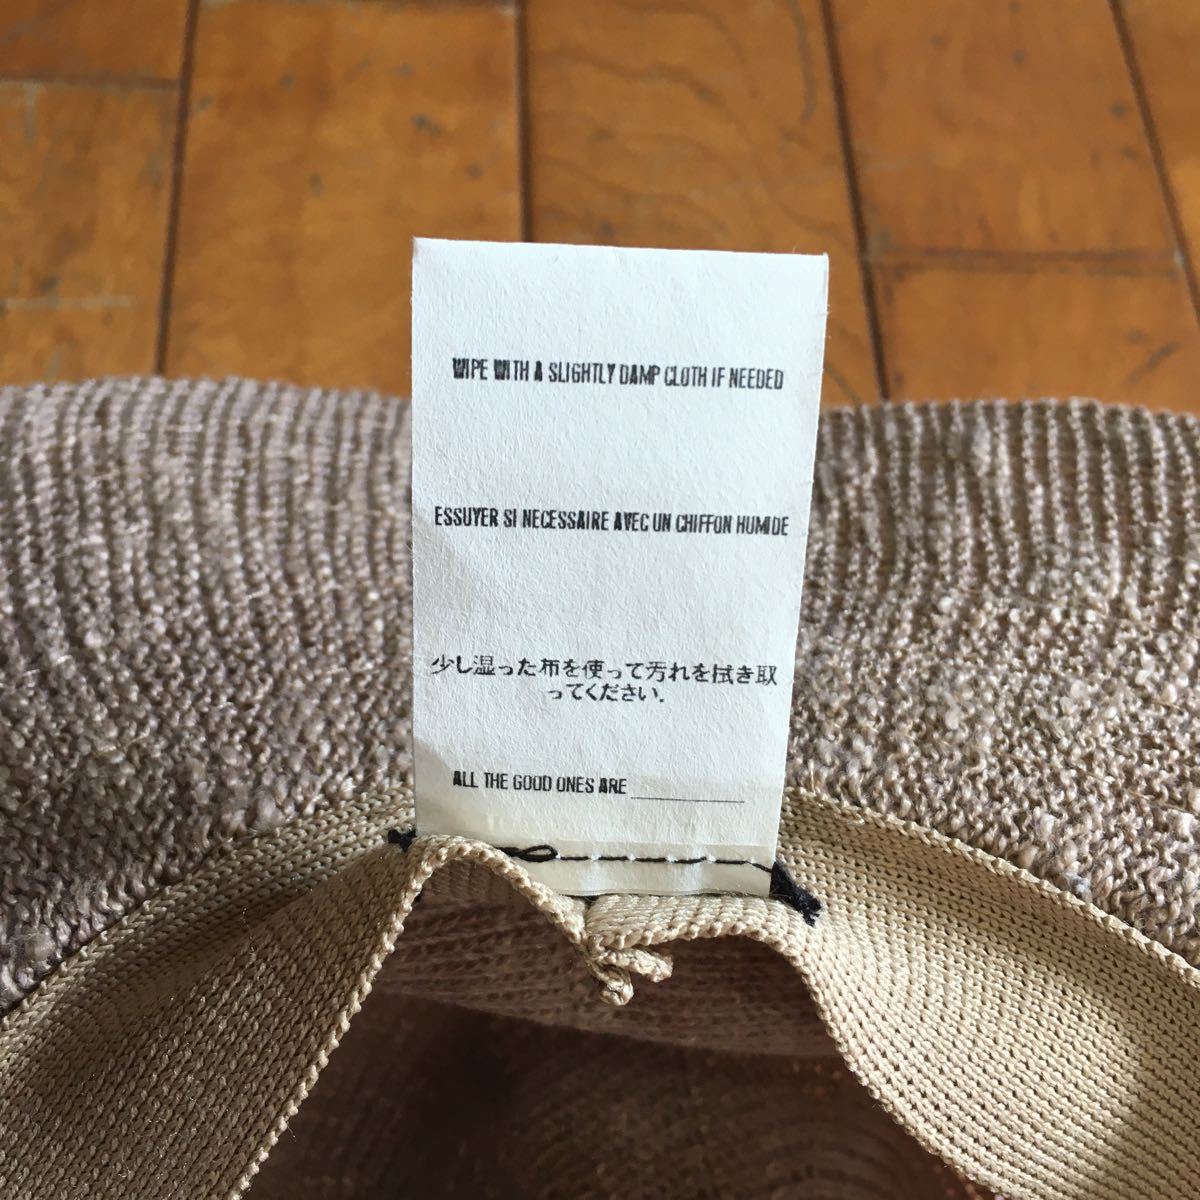 WIPE WITH A SLIGHTLY DAMP CLOTH IF NEEDED
ESSUYER SI NECESSAIRE AVEC UN CHIFFON HUMIDE
少し湿った布を使って汚れを拭き取
ってください.
ALL THE GOOD ONES ARE ____________